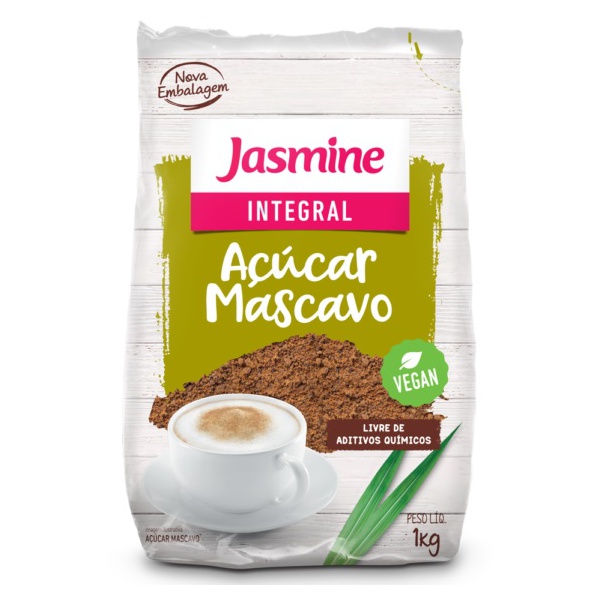 Nova
Embalagem
Jasmine
INTEGRAL
Açúcar
Mascavo
VEGAN
LIVRE DE
ADITIVOS QUÍMICOS
AÇÚCAR MASCAVO
PESO LÍQ.
1kg